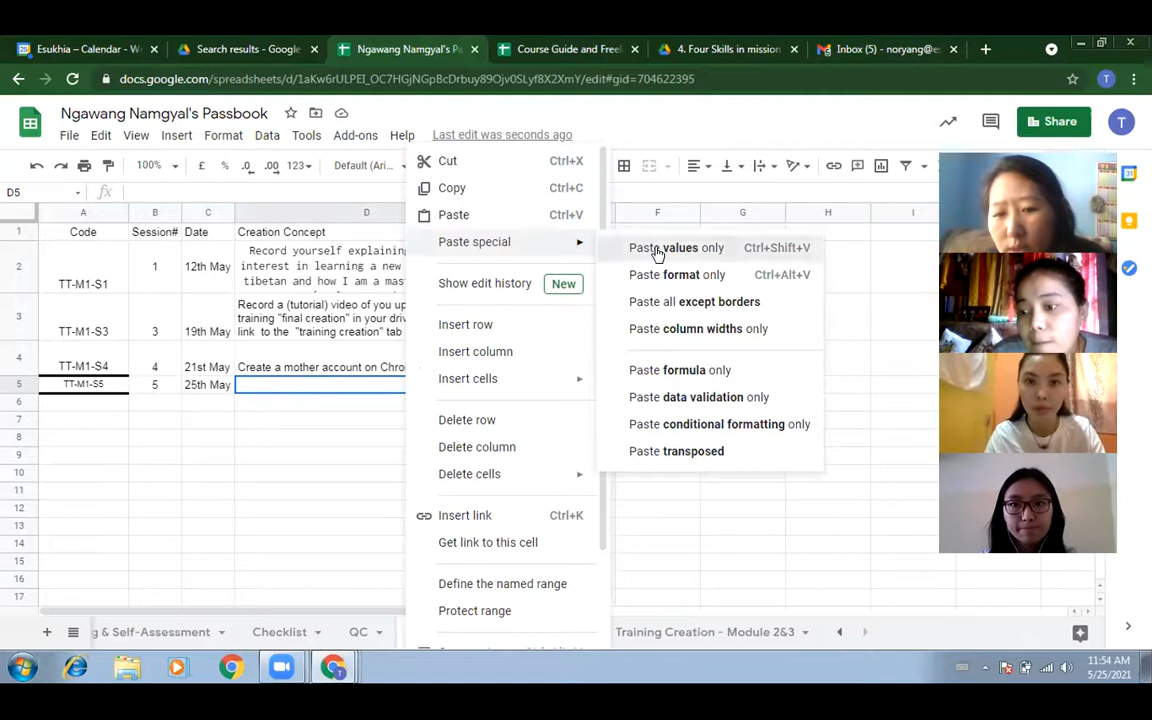 Esukhia – Calendar - W
Search results - Google
Ngawang Namgyal's P
Course Guide and Freel
4. Four Skills in mission
Inbox (5) - noryang@e
docs.google.com/spreadsheets/d/1aKw6rULPEI_OC7HGjNGpBcDrbuy89Ojv0SLyf8X2XmY/edit#gid=704622395
T
Ngawang Namgyal's Passbook
File Edit View Insert Format Data Tools Add-ons Help Last edit was seconds ago
Share
T
100% £ % .0 .00 123 Default (Ari...
D5 fx
A B C D F G H I
1 Code Session# Date Creation Concept
2 TT-M1-S1 1 12th May
Record yourself explaining
interest in learning a new
tibetan and how I am a mas
3 TT-M1-S3 3 19th May
Record a (tutorial) video of you up
training "final creation" in your driv
link to the "training creation" tab
4 TT-M1-S4 4 21st May Create a mother account on Chro
5 TT-M1-S5 5 25th May
6
7
8
9
10
11
12
13
14
15
16
17
Cut Ctrl+X
Copy Ctrl+C
Paste Ctrl+V
Paste special
Show edit history New
Insert row
Insert column
Insert cells
Delete row
Delete column
Delete cells
Insert link Ctrl+K
Get link to this cell
Define the named range
Protect range
Paste values only Ctrl+Shift+V
Paste format only Ctrl+Alt+V
Paste all except borders
Paste column widths only
Paste formula only
Paste data validation only
Paste conditional formatting only
Paste transposed
31
g & Self-Assessment Checklist QC Training Creation - Module 2&3
T
11:54 AM
5/25/2021